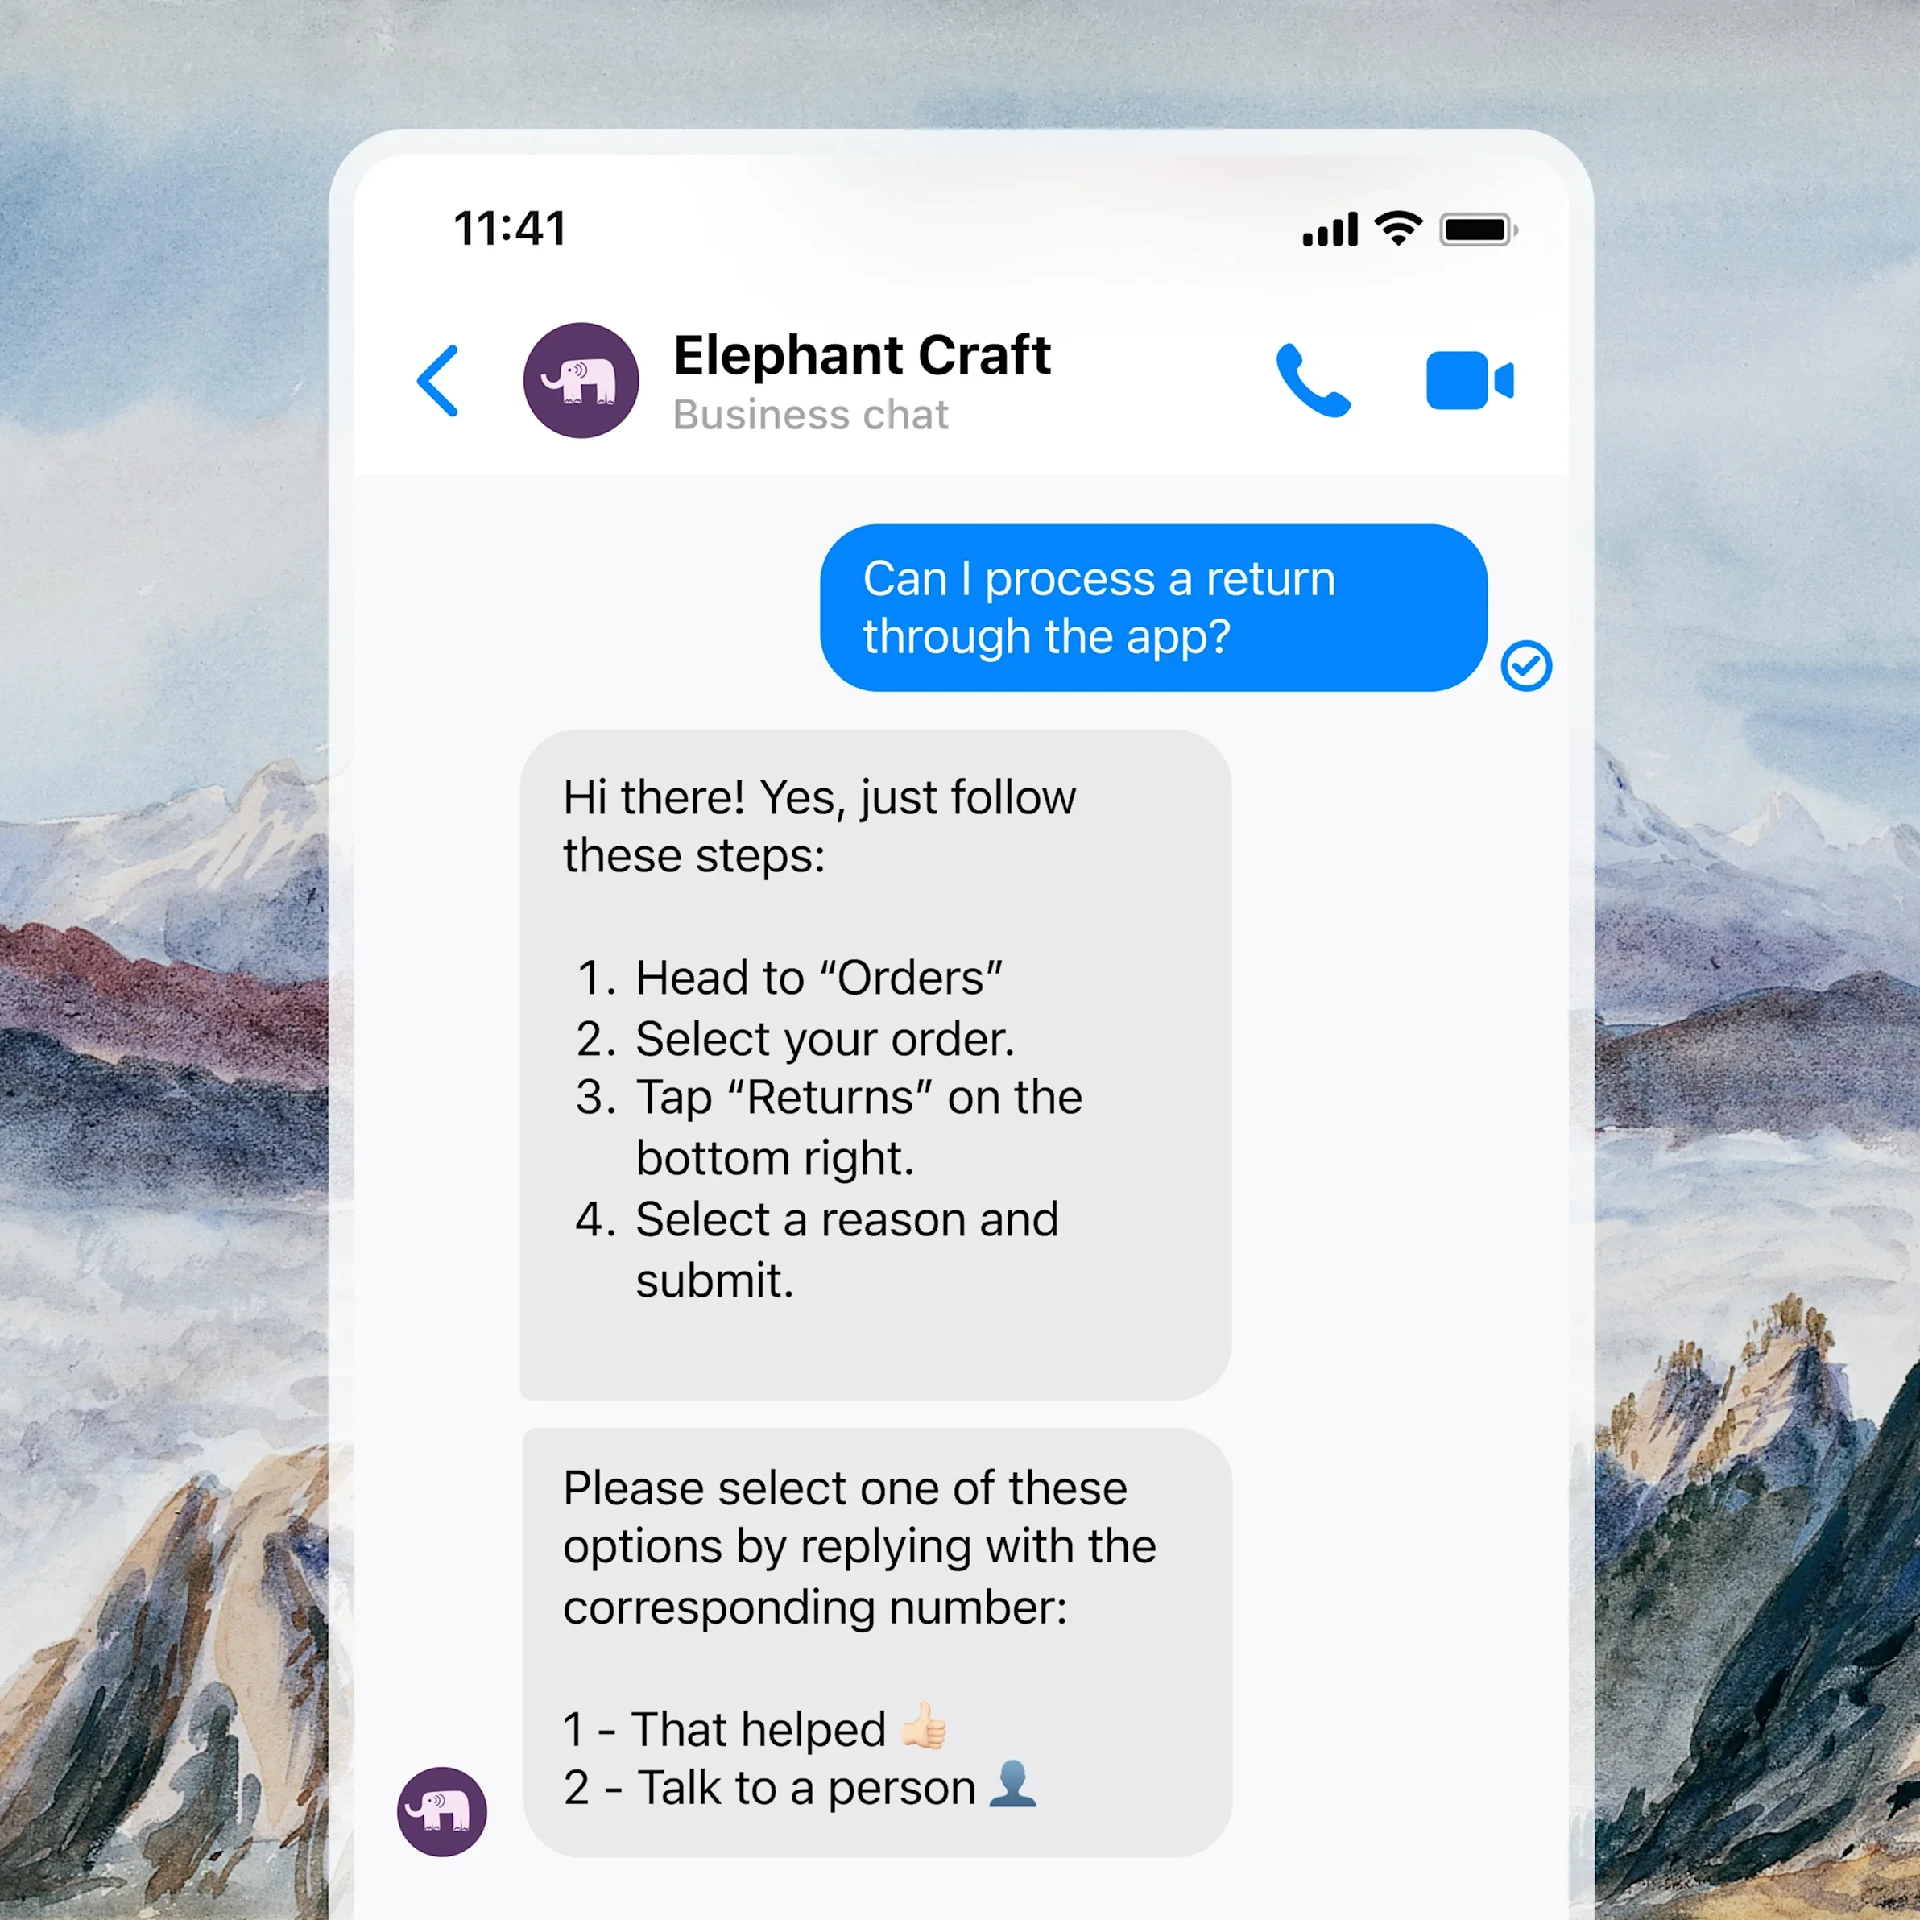 11:41
Elephant Craft
Business chat
Can I process a return
through the app?
Hi there! Yes, just follow
these steps:
1. Head to “Orders”
2. Select your order.
3. Tap “Returns” on the
bottom right.
4. Select a reason and
submit.
Please select one of these
options by replying with the
corresponding number:
1 - That helped 👍🏻
2 - Talk to a person 👤